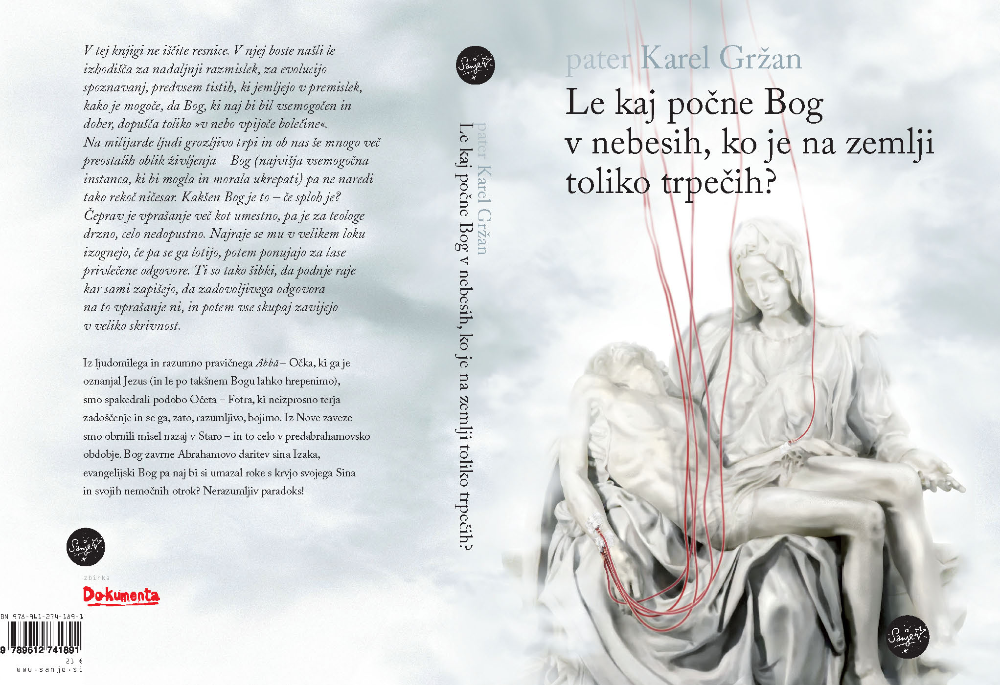 V tej knjigi ne iščite resnice. V njej boste našli le
izhodišča za nadaljnji razmislek, za evolucijo
spoznavanj, predvsem tistih, ki jemljejo v premislek,
kako je mogoče, da Bog, ki naj bi bil vsemogočen in
dober, dopušča toliko »v nebo vpijoče bolečine«.
Na milijarde ljudi grozljivo trpi in ob nas še mnogo več
preostalih oblik življenja – Bog (najvišja vsemogočna
instanca, ki bi mogla in morala ukrepati) pa ne naredi
tako rekoč ničesar. Kakšen Bog je to – če sploh je?
Čeprav je vprašanje več kot umestno, pa je za teologe
drzno, celo nedopustno. Najraje se mu v velikem loku
izognejo, če pa se ga lotijo, potem ponujajo za lase
privlečene odgovore. Ti so tako šibki, da podnje raje
kar sami zapišejo, da zadovoljivega odgovora
na to vprašanje ni, in potem vse skupaj zavijejo
v veliko skrivnost.
Iz ljudomilega in razumno pravičnega Abbā – Očka, ki ga je
oznanjal Jezus (in le po takšnem Bogu lahko hrepenimo),
smo spakedrali podobo Očeta – Fotra, ki neizprosno terja
zadoščenje in se ga, zato, razumljivo, bojimo. Iz Nove zaveze
smo obrnili misel nazaj v Staro – in to celo v predabrahamovsko
obdobje. Bog zavrne Abrahamovo daritev sina Izaka,
evangelijski Bog pa naj bi si umazal roke s krvjo svojega Sina
in svojih nemočnih otrok? Nerazumljiv paradoks!
Sanje
zbirka
Dokumenta
BN 978-961-274-189-1
9 789612 741891
21 €
www.sanje.si
Sanje
pater Karel Gržan
Le kaj počne Bog v nebesih, ko je na zemlji toliko trpečih?
pater Karel Gržan
Le kaj počne Bog
v nebesih, ko je na zemlji
toliko trpečih?
Sanje